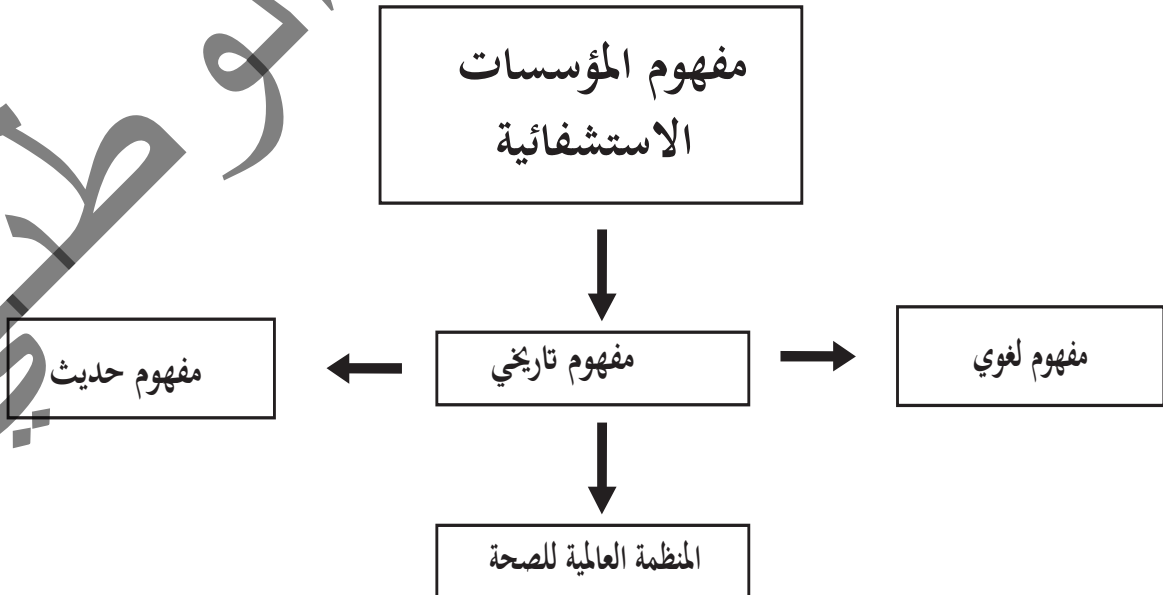 مفهوم المؤسسات
الاستشفائية
مفهوم لغوي
مفهوم تاريخي
مفهوم حديث
المنظمة العالمية للصحة